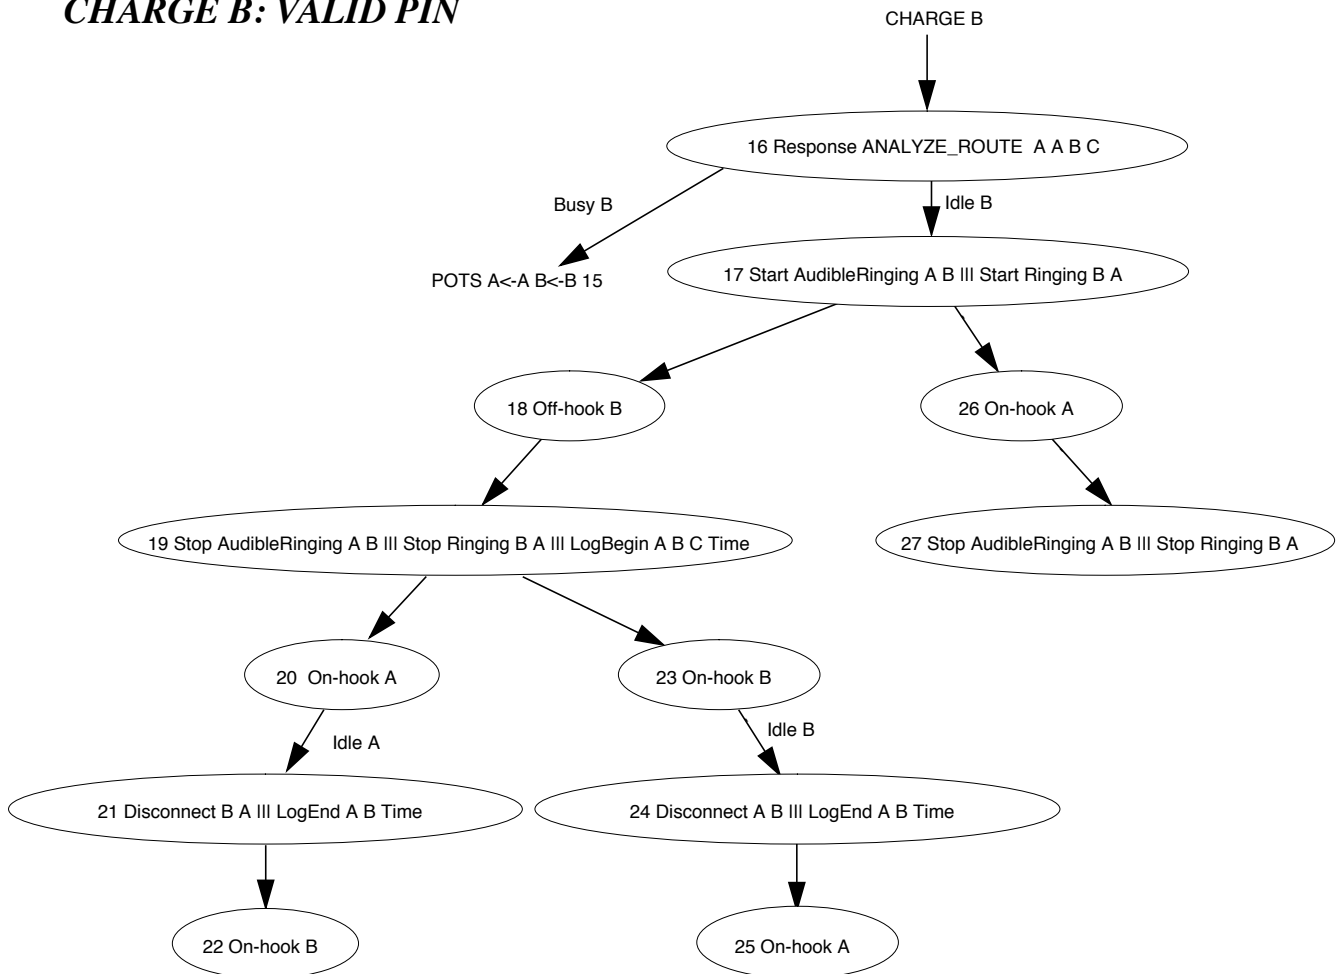 CHARGE B: VALID PIN
CHARGE B
16 Response ANALYZE_ROUTE A A B C
Busy B
Idle B
POTS A<-A B<-B 15
17 Start AudibleRinging A B ||| Start Ringing B A
18 Off-hook B
26 On-hook A
19 Stop AudibleRinging A B ||| Stop Ringing B A ||| LogBegin A B C Time
27 Stop AudibleRinging A B ||| Stop Ringing B A
20 On-hook A
23 On-hook B
Idle A
Idle B
21 Disconnect B A ||| LogEnd A B Time
24 Disconnect A B ||| LogEnd A B Time
22 On-hook B
25 On-hook A